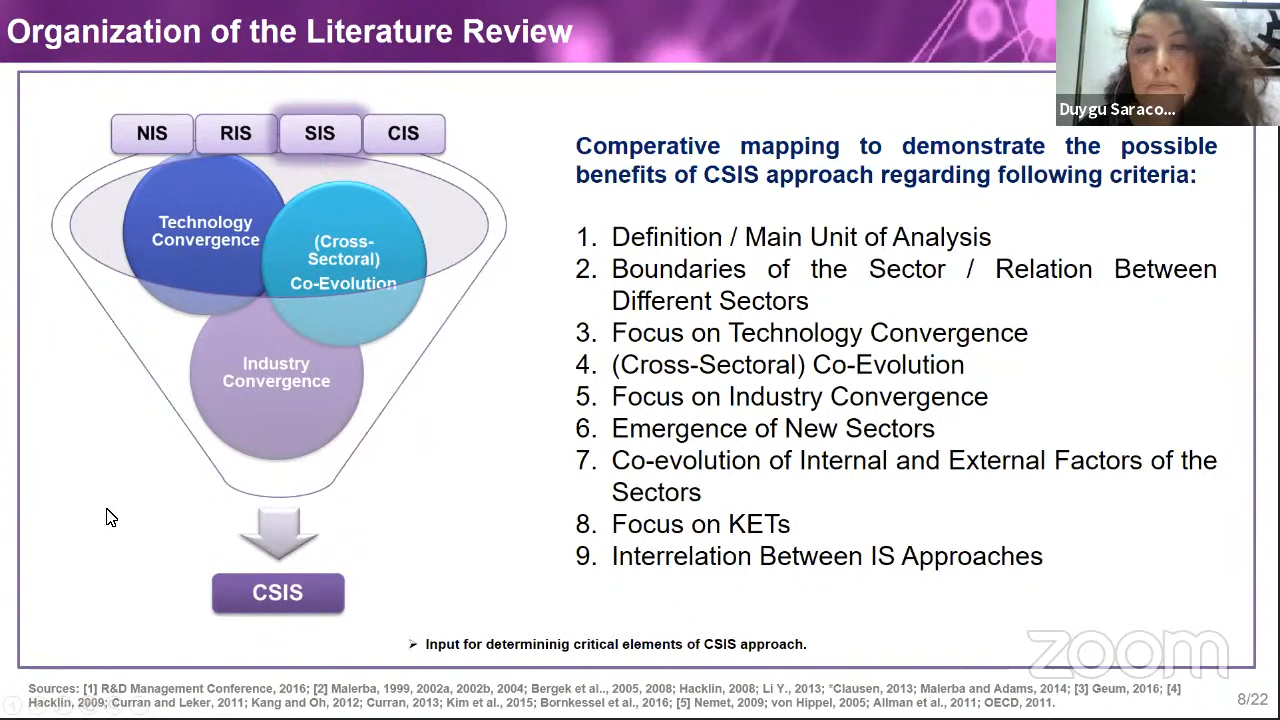 Organization of the Literature Review
Duygu Saraco...
NIS RIS SIS CIS
Technology
Convergence
(Cross-
Sectoral)
Co-Evolution
Industry
Convergence
CSIS
Comperative mapping to demonstrate the possible
benefits of CSIS approach regarding following criteria:
1. Definition / Main Unit of Analysis
2. Boundaries of the Sector / Relation Between
Different Sectors
3. Focus on Technology Convergence
4. (Cross-Sectoral) Co-Evolution
5. Focus on Industry Convergence
6. Emergence of New Sectors
7. Co-evolution of Internal and External Factors of the
Sectors
8. Focus on KETs
9. Interrelation Between IS Approaches
➢ Input for determininig critical elements of CSIS approach.
zoom
Sources: [1] R&D Management Conference, 2016; [2] Malerba, 1999, 2002a, 2002b, 2004; Bergek et al.., 2005, 2008; Hacklin, 2008; Li Y., 2013; *Clausen, 2013; Malerba and Adams, 2014; [3] Geum, 2016; [4]
Hacklin, 2009; Curran and Leker, 2011; Kang and Oh, 2012; Curran, 2013; Kim et al., 2015; Bornkessel et al., 2016; [5] Nemet, 2009; von Hippel, 2005; Allman et al., 2011; OECD, 2011.
8/22